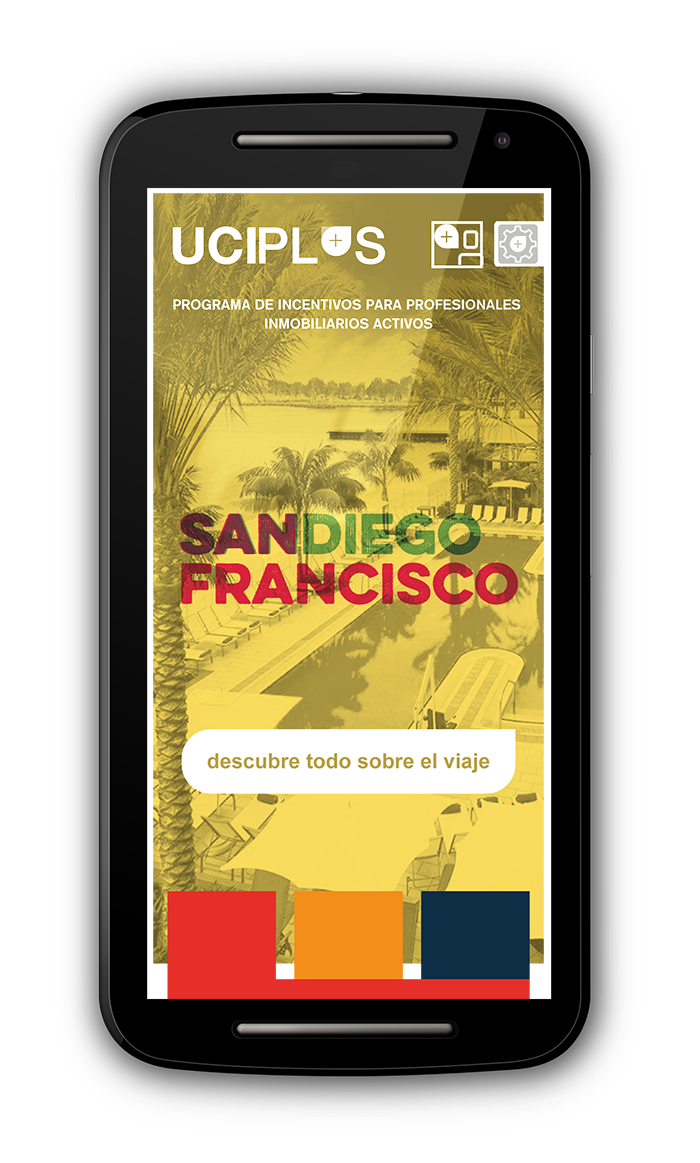 UCIPLUS
PROGRAMA DE INCENTIVOS PARA PROFESIONALES
INMOBILIARIOS ACTIVOS
SANDIEGO
FRANCISCO
descubre todo sobre el viaje